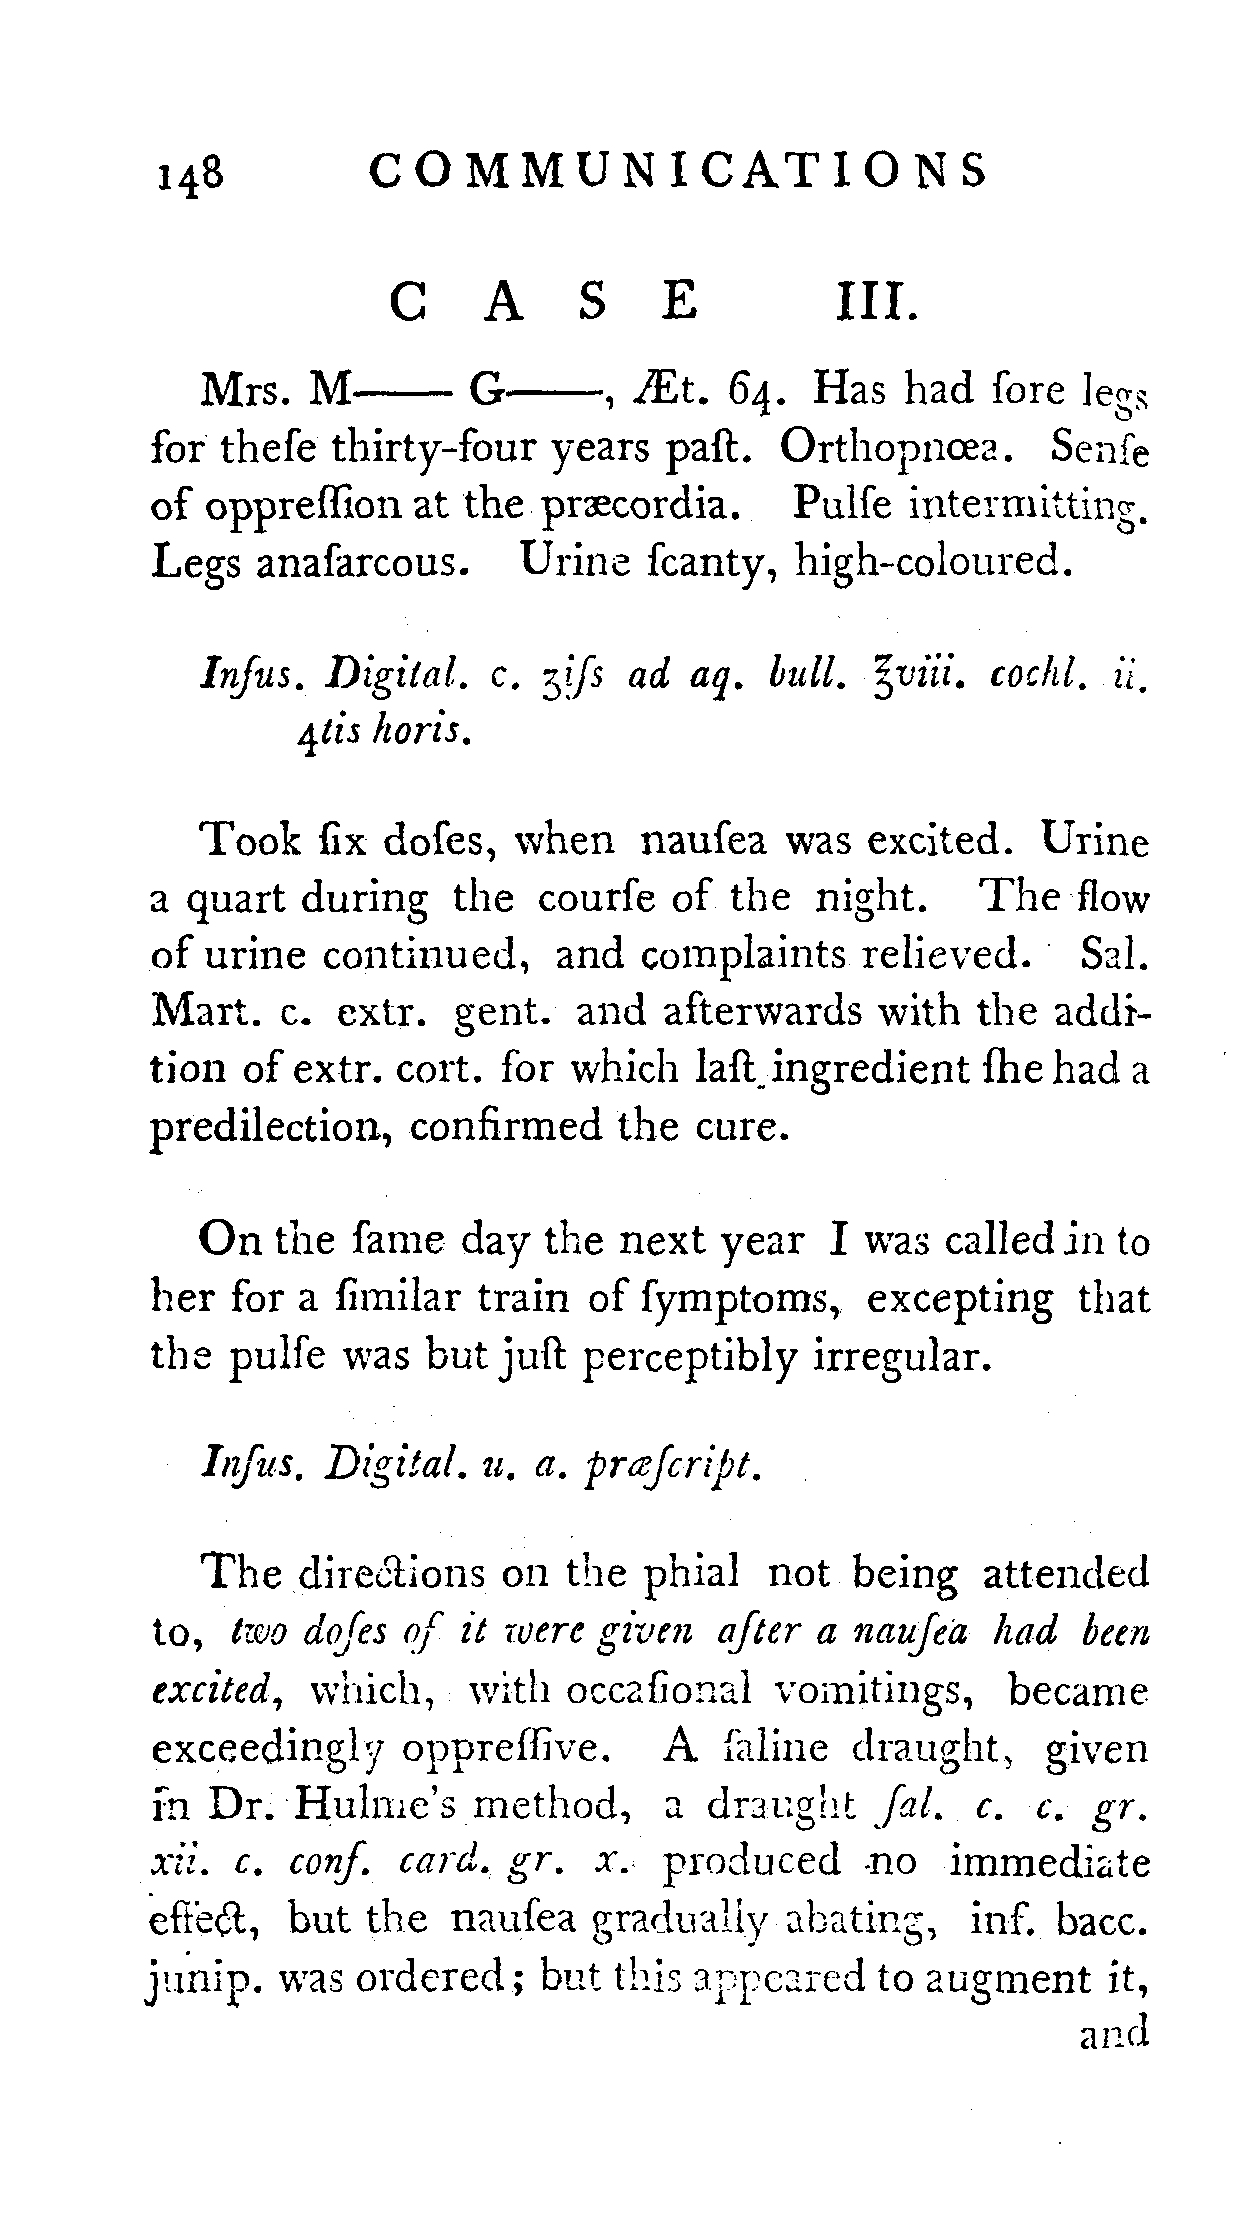 148 COMMUNICATIONS
CASE III.
Mrs. M—— G——, Æt. 64. Has had ſore legs
for theſe thirty-four years paſt. Orthopnœa. Senſe
of oppreſſion at the præcordia. Pulſe intermitting.
Legs anaſarcous. Urine ſcanty, high-coloured.
Infus. Digital. c. ʒiſs ad aq. bull. ℥viii. cochl. ii.
4tis horis.
Took ſix doſes, when nauſea was excited. Urine
a quart during the courſe of the night. The flow
of urine continued, and complaints relieved. Sal.
Mart. c. extr. gent. and afterwards with the addi-
tion of extr. cort. for which laſt ingredient ſhe had a
predilection, confirmed the cure.
On the ſame day the next year I was called in to
her for a ſimilar train of ſymptoms, excepting that
the pulſe was but juſt perceptibly irregular.
Infus. Digital. u. a. præſcript.
The directions on the phial not being attended
to, two doſes of it were given after a nauſea had been
excited, which, with occaſional vomitings, became
exceedingly oppreſſive. A ſaline draught, given
in Dr. Hulme's method, a draught ſal. c. c. gr.
xii. c. conf. card. gr. x. produced no immediate
effect, but the nauſea gradually abating, inf. bacc.
junip. was ordered; but this appeared to augment it,
and